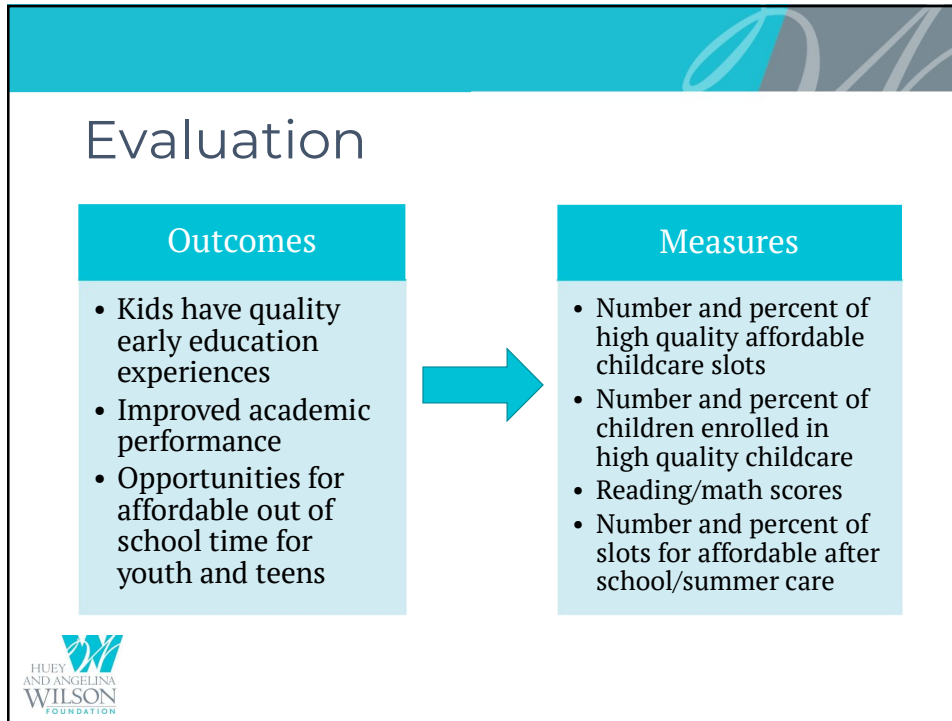 Evaluation
Outcomes
• Kids have quality
early education
experiences
• Improved academic
performance
• Opportunities for
affordable out of
school time for
youth and teens
Measures
• Number and percent of
high quality affordable
childcare slots
• Number and percent of
children enrolled in
high quality childcare
• Reading/math scores
• Number and percent of
slots for affordable after
school/summer care
HUEY
AND ANGELINA
WILSON
FOUNDATION